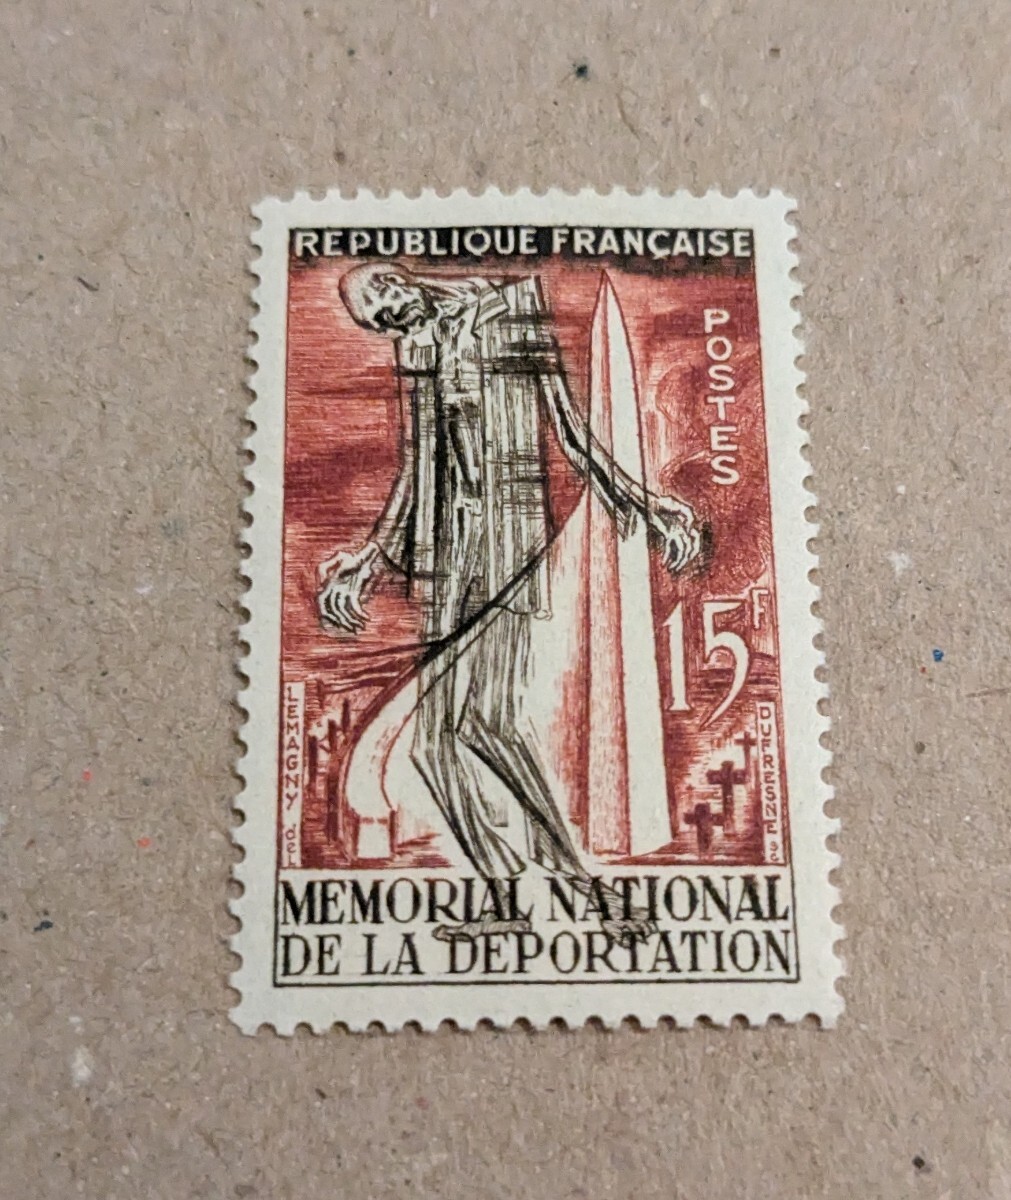 REPUBLIQUE FRANÇAISE
POSTES
15F
LEMAGNY del.
DUFRESNE sc.
MEMORIAL NATIONAL
DE LA DEPORTATION